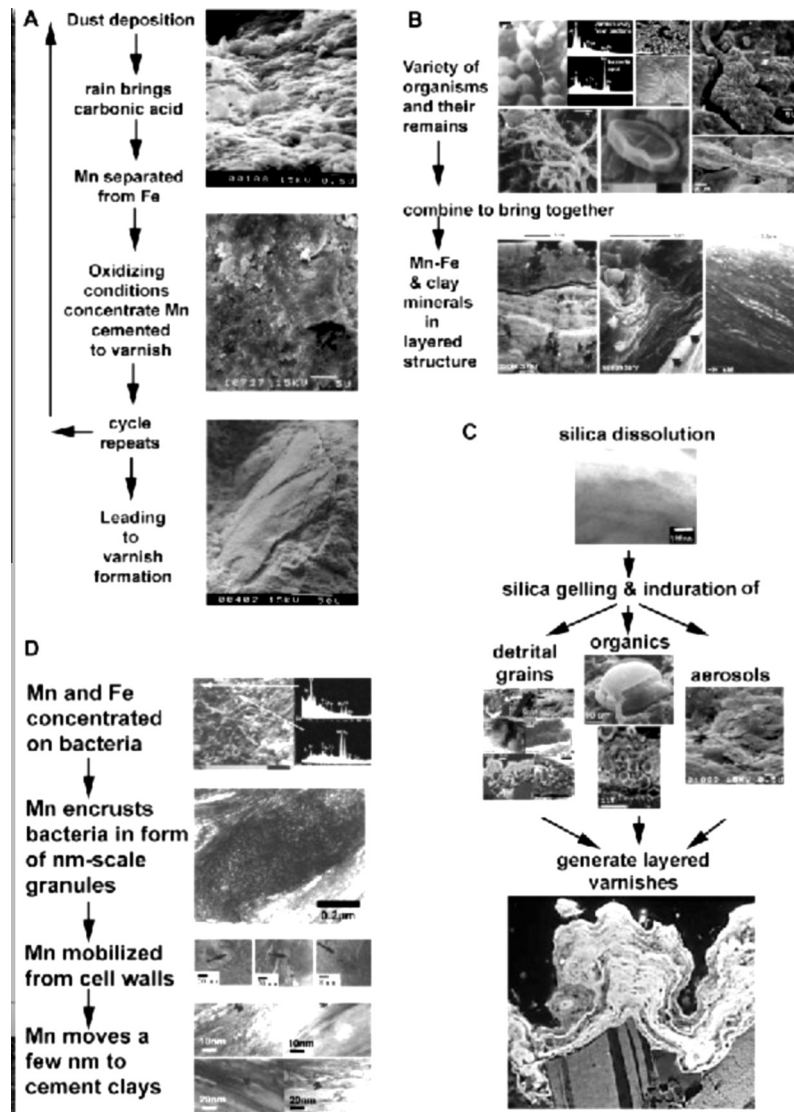 A
Dust deposition
rain brings
carbonic acid
Mn separated
from Fe
Oxidizing
conditions
concentrate Mn
cemented
to varnish
cycle
repeats
Leading
to
varnish
formation
B
Variety of
organisms
and their
remains
combine to bring together
Mn-Fe
& clay
minerals
in
layered
structure
C
silica dissolution
silica gelling & induration of
detrital
grains
organics
aerosols
generate layered
varnishes
D
Mn and Fe
concentrated
on bacteria
Mn encrusts
bacteria in form
of nm-scale
granules
0.2µm
Mn mobilized
from cell walls
Mn moves a
few nm to
cement clays
10nm
10nm
20nm
20nm